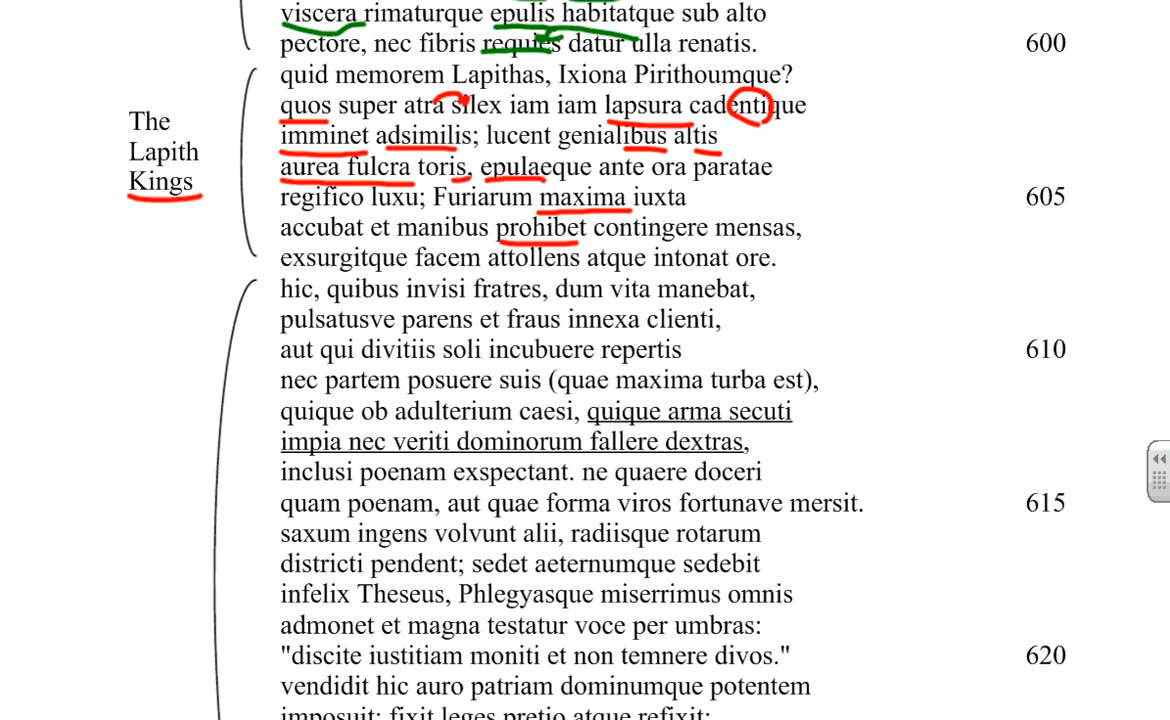 viscera rimaturque epulis habitatque sub alto
pectore, nec fibris requies datur ulla renatis. 600
quid memorem Lapithas, Ixiona Pirithoumque?
quos super atra silex iam iam lapsura cadentique
imminet adsimilis; lucent genialibus altis
aurea fulcra toris, epulaeque ante ora paratae
regifico luxu; Furiarum maxima iuxta 605
accubat et manibus prohibet contingere mensas,
exsurgitque facem attollens atque intonat ore.
The
Lapith
Kings
hic, quibus invisi fratres, dum vita manebat,
pulsatusve parens et fraus innexa clienti,
aut qui divitiis soli incubuere repertis 610
nec partem posuere suis (quae maxima turba est),
quique ob adulterium caesi, quique arma secuti
impia nec veriti dominorum fallere dextras,
inclusi poenam exspectant. ne quaere doceri
quam poenam, aut quae forma viros fortunave mersit. 615
saxum ingens volvunt alii, radiisque rotarum
districti pendent; sedet aeternumque sedebit
infelix Theseus, Phlegyasque miserrimus omnis
admonet et magna testatur voce per umbras:
"discite iustitiam moniti et non temnere divos." 620
vendidit hic auro patriam dominumque potentem
imposuit; fixit leges pretio atque refixit;